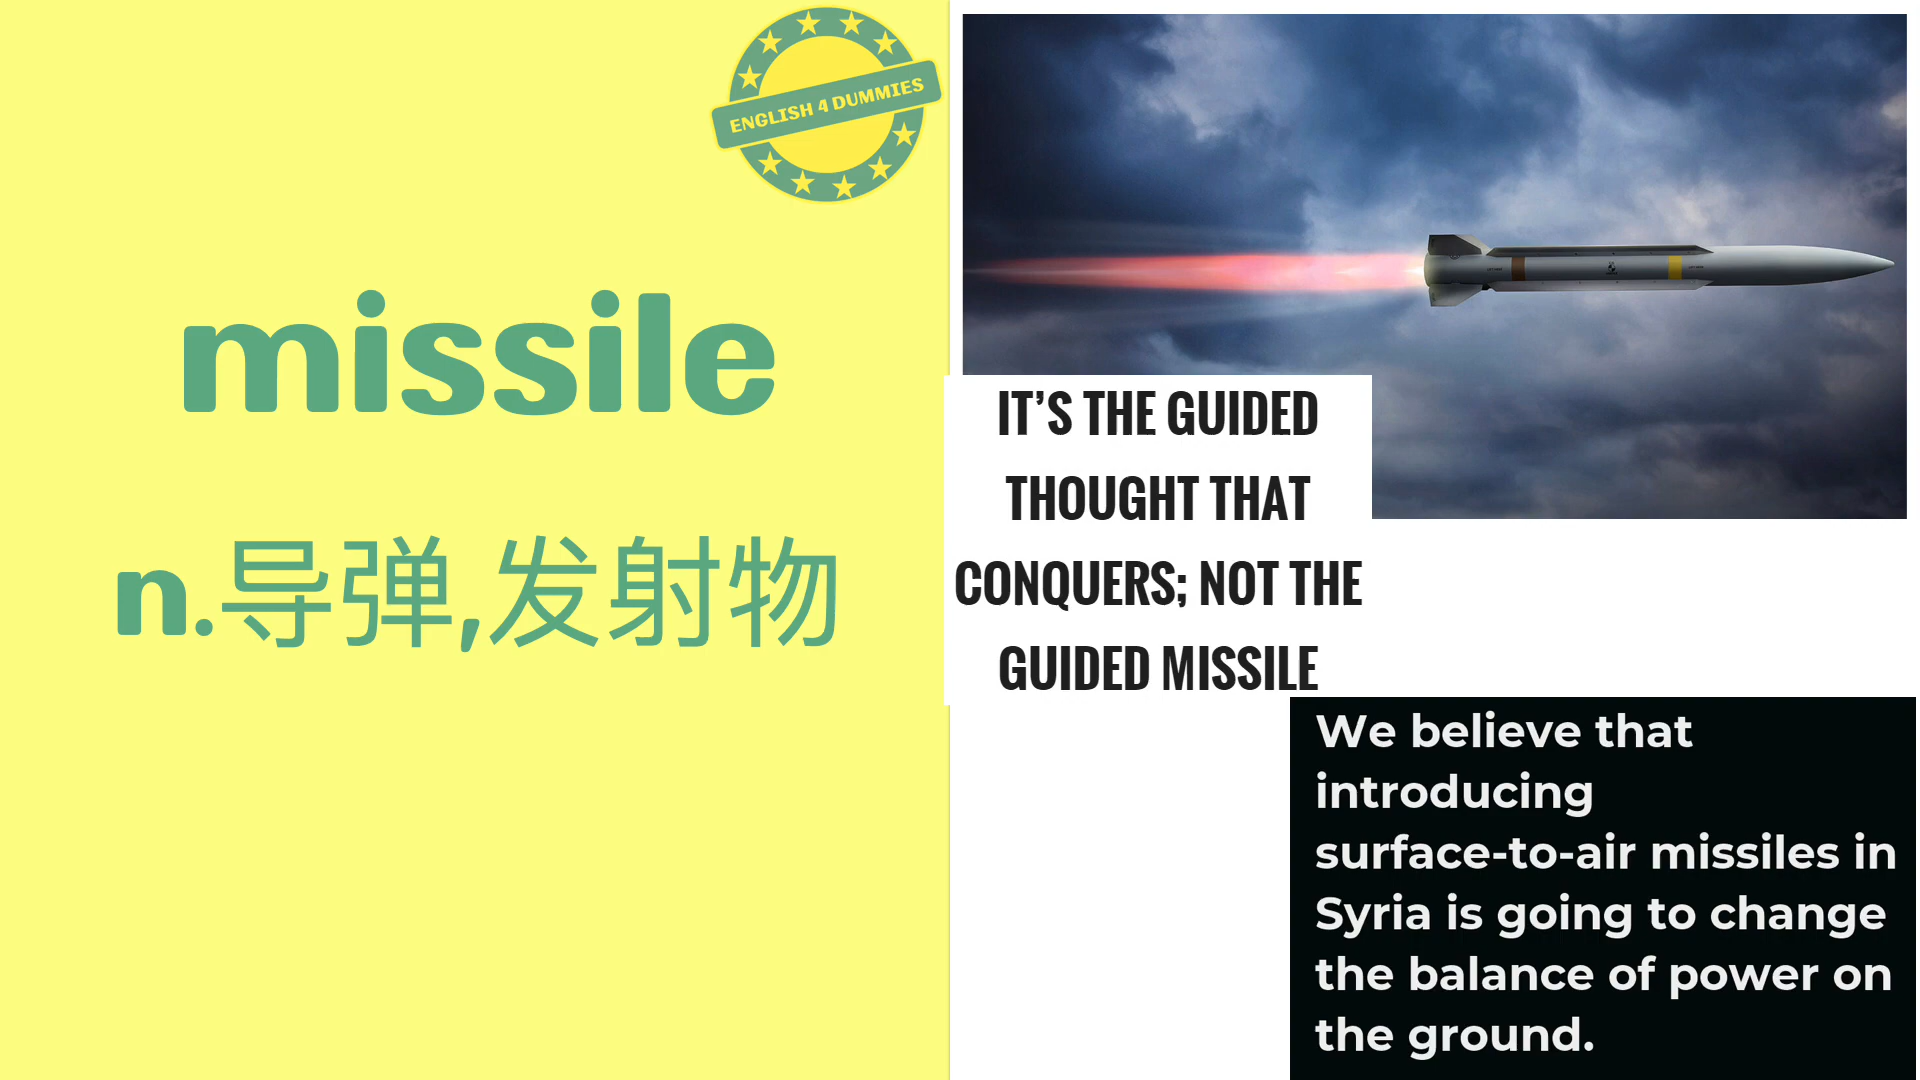 ENGLISH 4 DUMMIES
missile
n.导弹,发射物
IT’S THE GUIDED
THOUGHT THAT
CONQUERS; NOT THE
GUIDED MISSILE
We believe that
introducing
surface-to-air missiles in
Syria is going to change
the balance of power on
the ground.